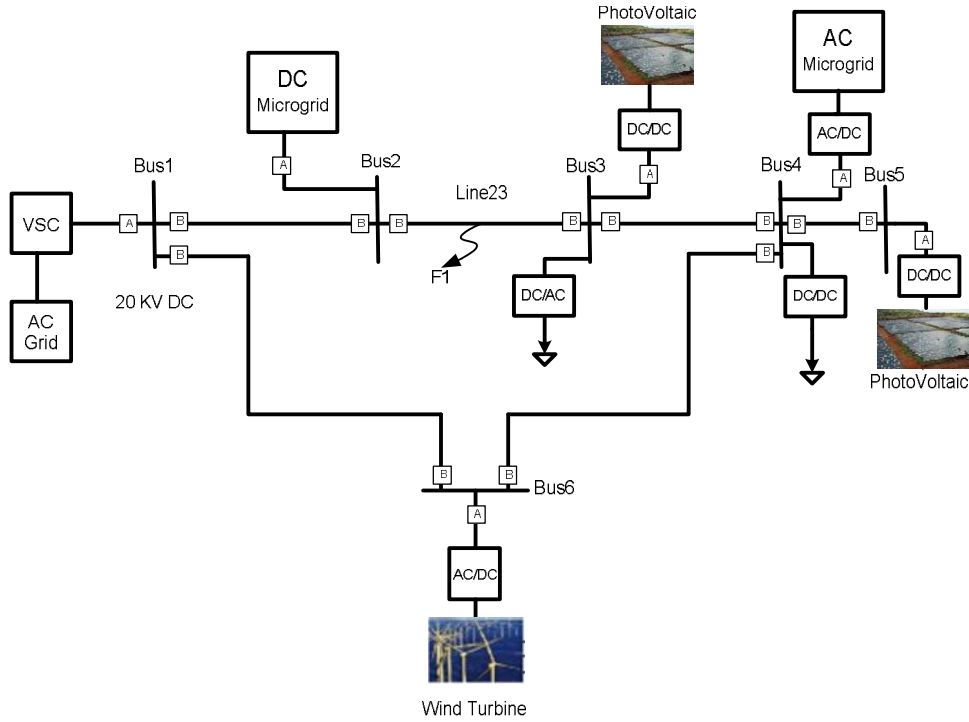 PhotoVoltaic
DC
Microgrid
AC
Microgrid
DC/DC
AC/DC
A
A
A
Bus1
Bus2
Bus3
Bus4
Bus5
Line23
VSC
A
B
B
B
B
B
B
B
B
B
B
A
F1
20 KV DC
DC/AC
DC/DC
DC/DC
AC
Grid
PhotoVoltaic
B
B
Bus6
A
AC/DC
Wind Turbine